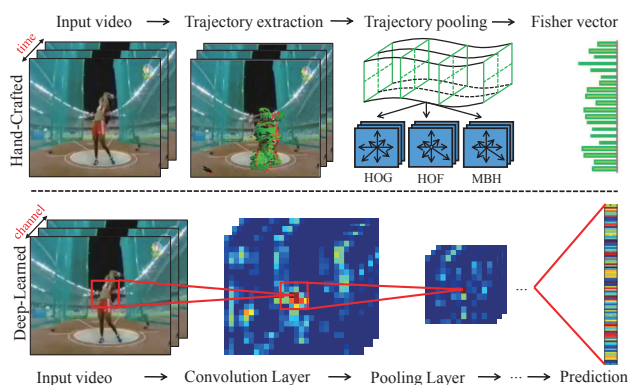 Input video → Trajectory extraction → Trajectory pooling → Fisher vector
time
Hand-Crafted
HOG HOF MBH
channel
Deep-Learned
...
Input video → Convolution Layer → Pooling Layer → ... → Prediction